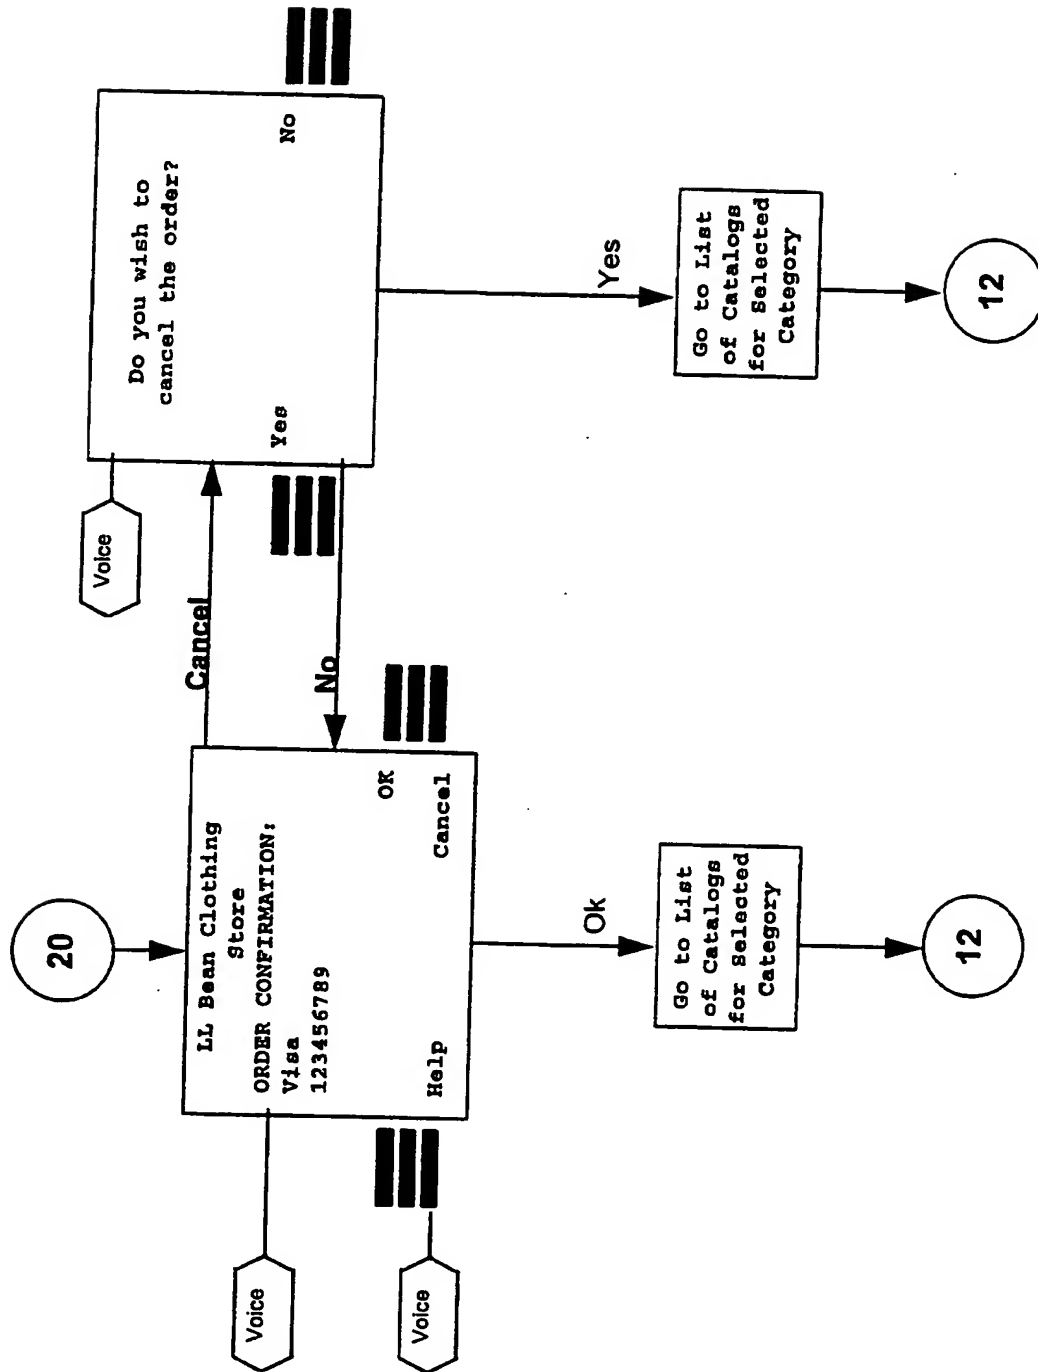 20
LL Bean Clothing
Store
ORDER CONFIRMATION:
Visa
123456789
OK
Help
Cancel
Voice
Voice
Cancel
No
Voice
Do you wish to
cancel the order?
Yes
No
Ok
Go to List
of Catalogs
for Selected
Category
12
Yes
Go to List
of Catalogs
for Selected
Category
12